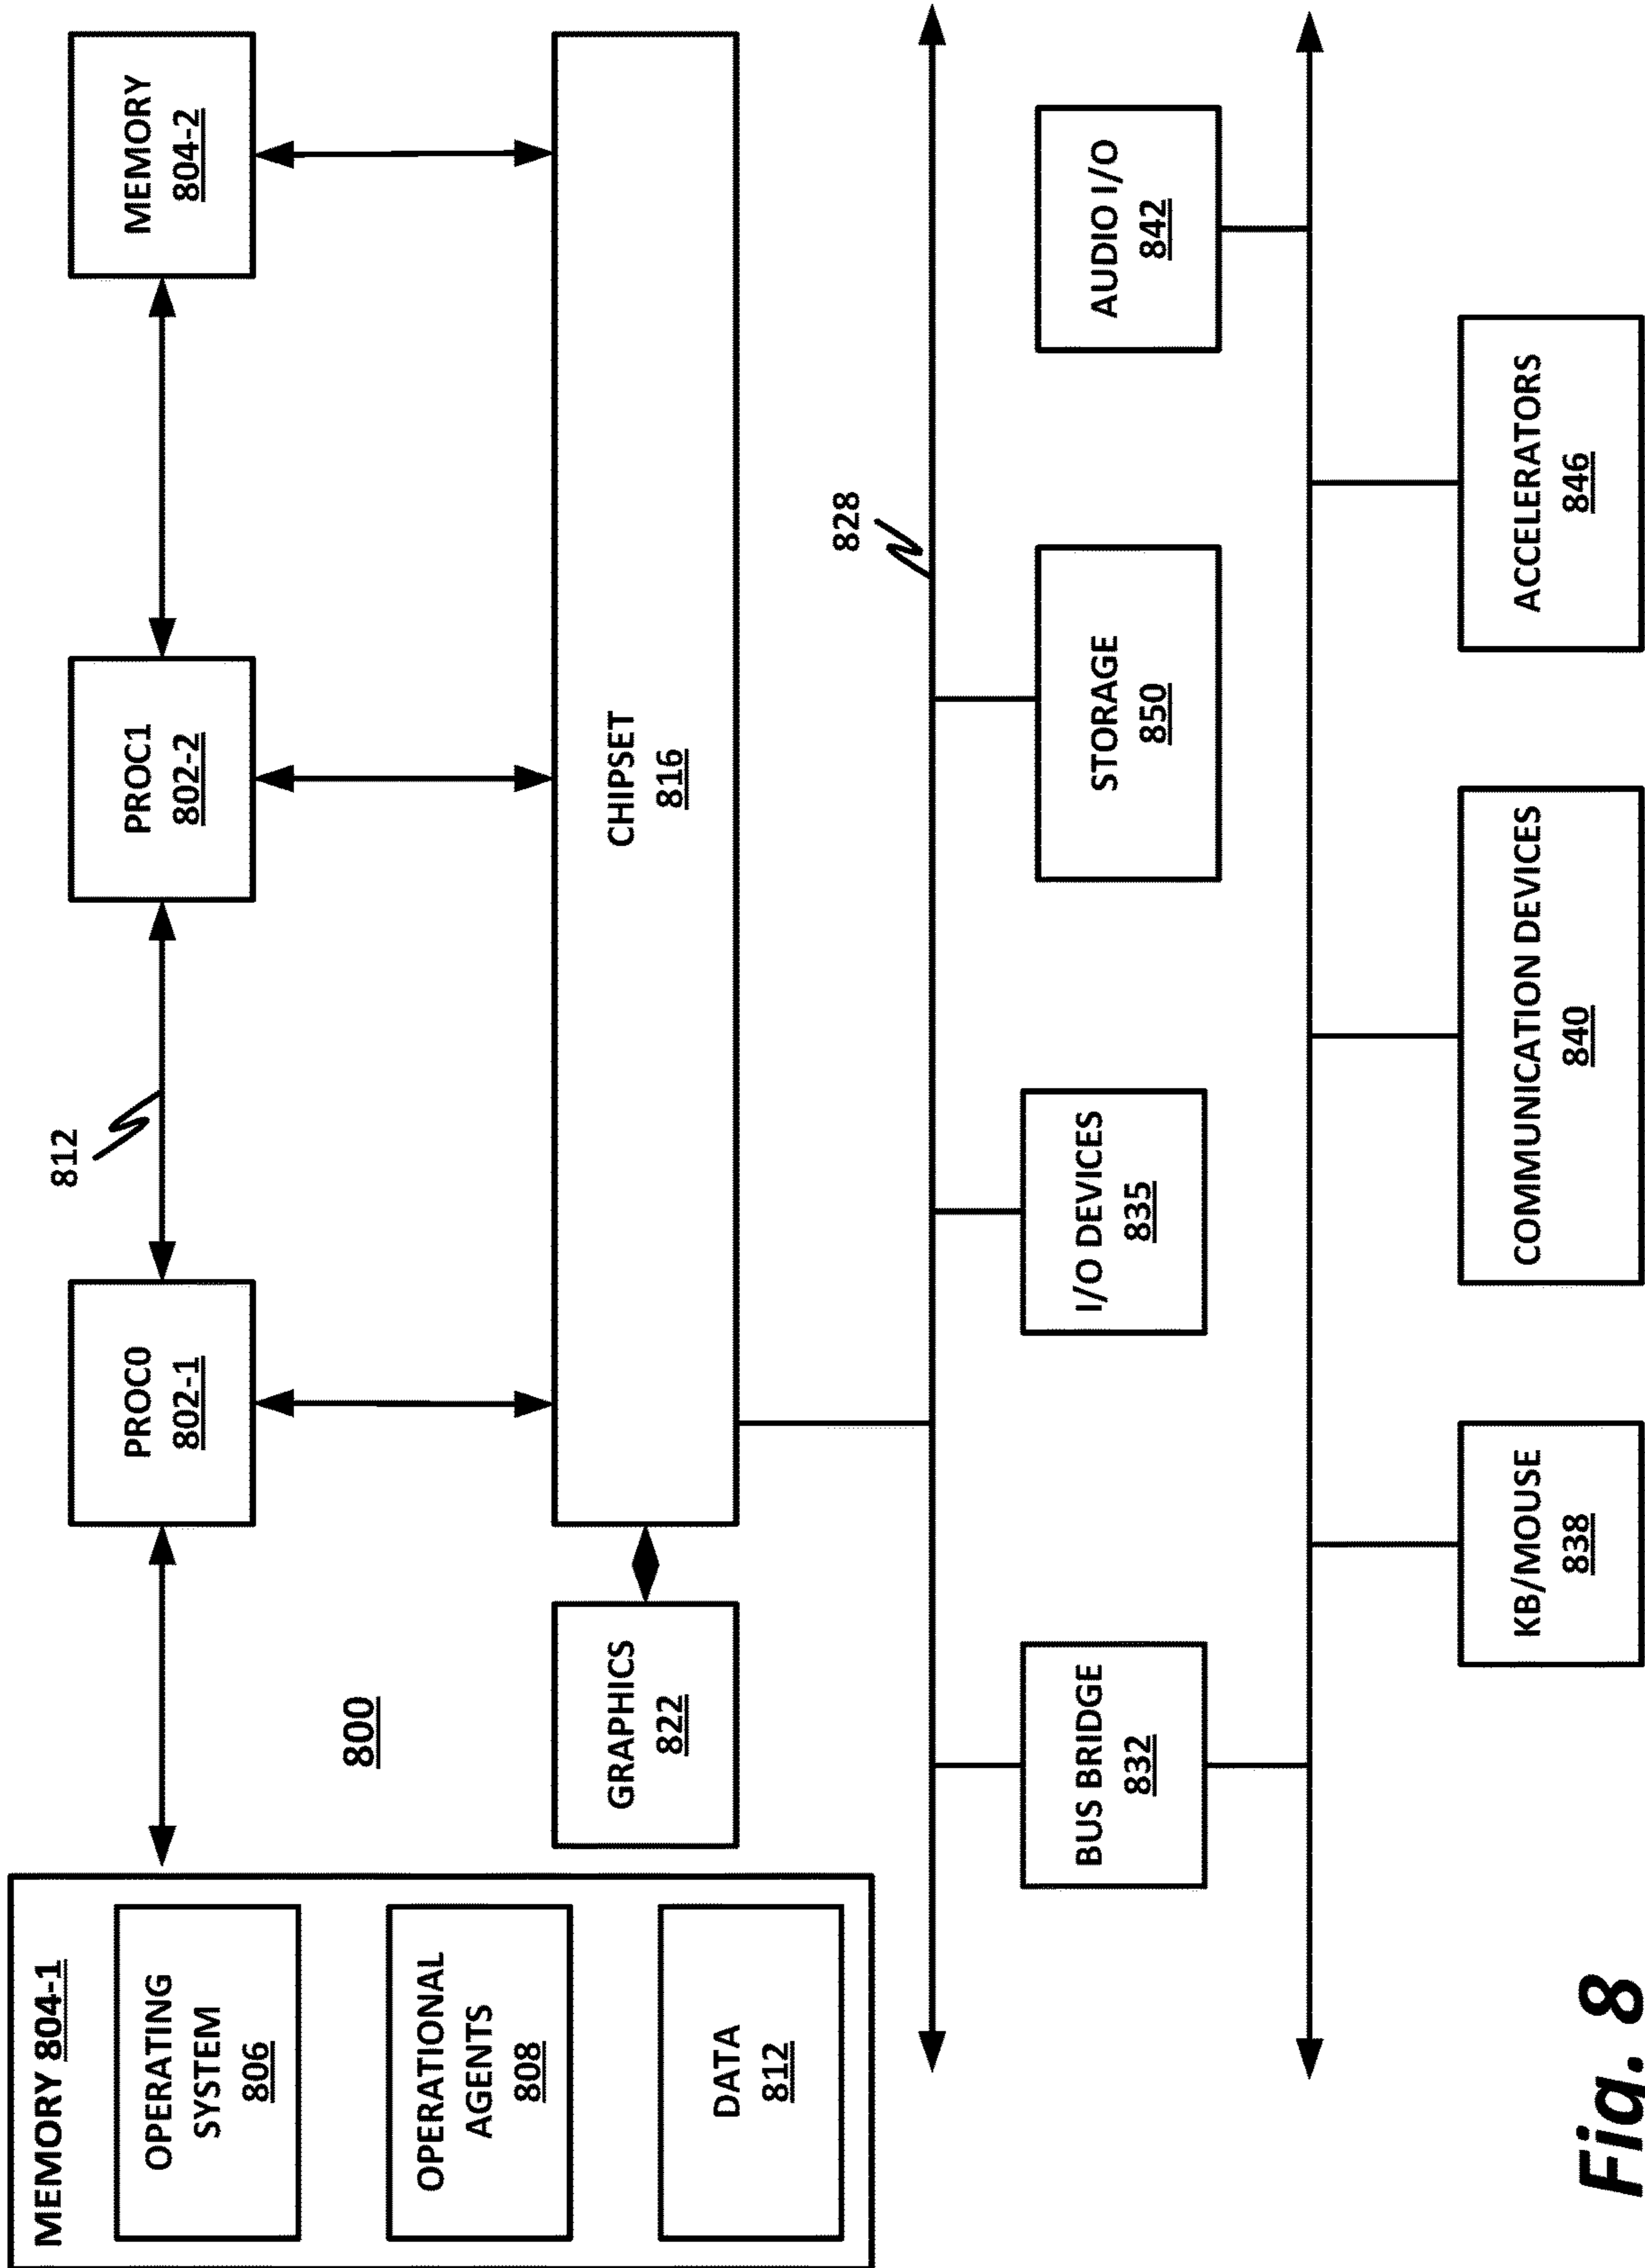 MEMORY 804-1
OPERATING
SYSTEM
806
OPERATIONAL
AGENTS
808
DATA
812
PROC0
802-1
812
PROC1
802-2
MEMORY
804-2
800
GRAPHICS
822
CHIPSET
816
828
BUS BRIDGE
832
I/O DEVICES
835
STORAGE
850
AUDIO I/O
842
KB/MOUSE
838
COMMUNICATION DEVICES
840
ACCELERATORS
846
Fig. 8